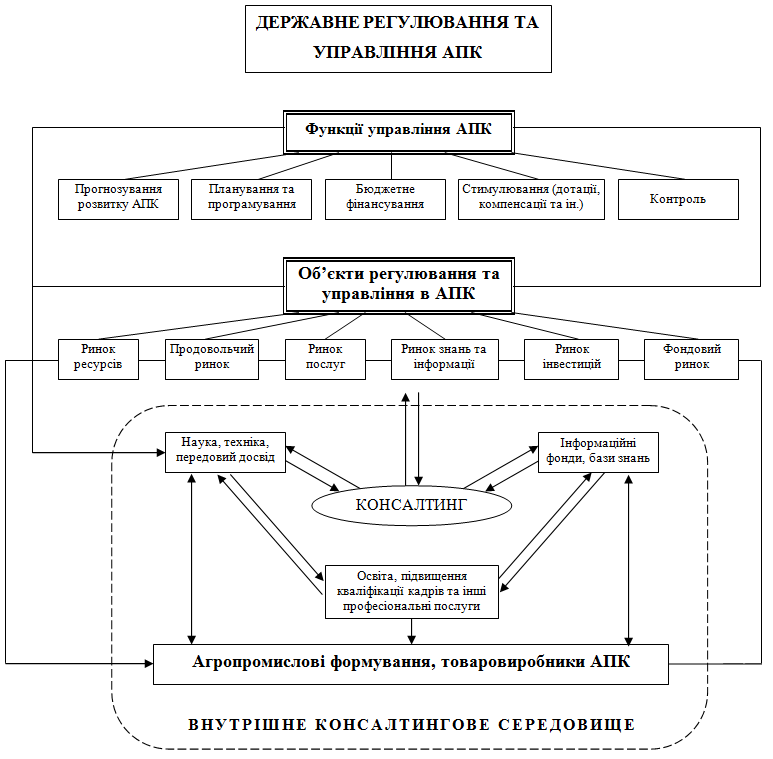 ДЕРЖАВНЕ РЕГУЛЮВАННЯ ТА
УПРАВЛІННЯ АПК
Функції управління АПК
Прогнозування
розвитку АПК
Планування та
програмування
Бюджетне
фінансування
Стимулювання (дотації,
компенсації та ін.)
Контроль
Об’єкти регулювання та
управління в АПК
Ринок
ресурсів
Продовольчий
ринок
Ринок
послуг
Ринок знань та
інформації
Ринок
інвестицій
Фондовий
ринок
Наука, техніка,
передовий досвід
Інформаційні
фонди, бази знань
КОНСАЛТИНГ
Освіта, підвищення
кваліфікації кадрів та інші
професіональні послуги
Агропромислові формування, товаровиробники АПК
ВНУТРІШНЕ КОНСАЛТИНГОВЕ СЕРЕДОВИЩЕ